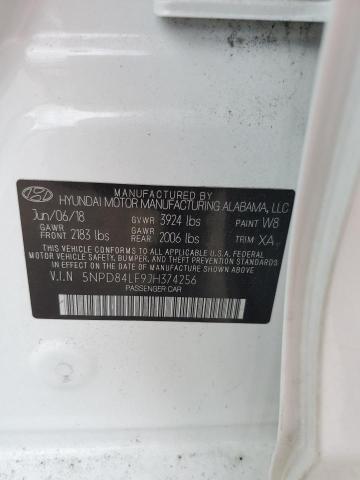 MANUFACTURED BY
HYUNDAI MOTOR MANUFACTURING ALABAMA, LLC
Jun/06/18 GVWR 3924 lbs PAINT W8
GAWR FRONT 2183 lbs GAWR REAR 2006 lbs TRIM XA
THIS VEHICLE CONFORMS TO ALL APPLICABLE U.S. FEDERAL
MOTOR VEHICLE SAFETY, BUMPER, AND THEFT PREVENTION
STANDARDS IN EFFECT ON THE DATE OF MANUFACTURE SHOWN ABOVE.
V.I.N 5NPD84LF9JH374256
PASSENGER CAR